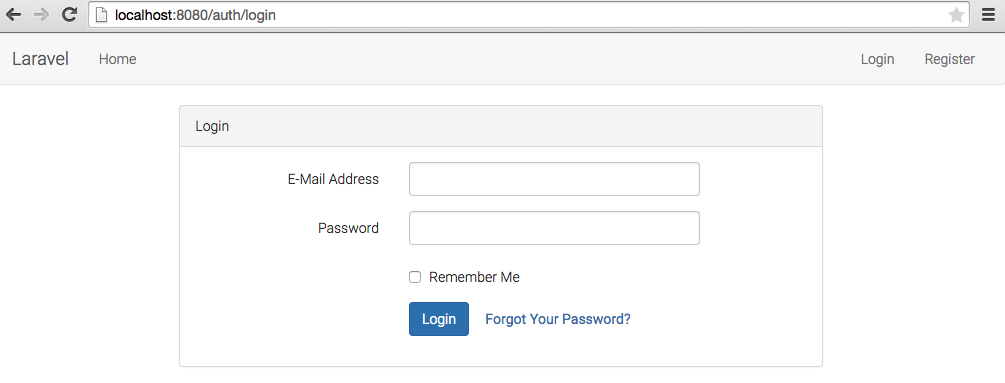 localhost:8080/auth/login
Laravel Home Login Register
Login
E-Mail Address
Password
Remember Me
Login Forgot Your Password?